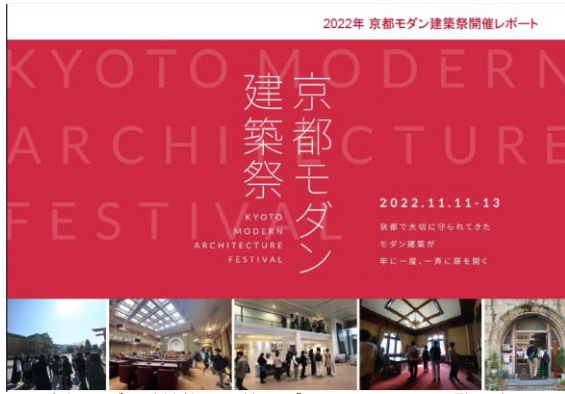 2022年 京都モダン建築祭開催レポート
KYOTO MODERN
ARCHITECTURE
FESTIVAL
京都モダン
建築祭
KYOTO
MODERN
ARCHITECTURE
FESTIVAL
2022.11.11-13
京都で大切に守られてきた
モダン建築が
年に一度、一斉に扉を開く